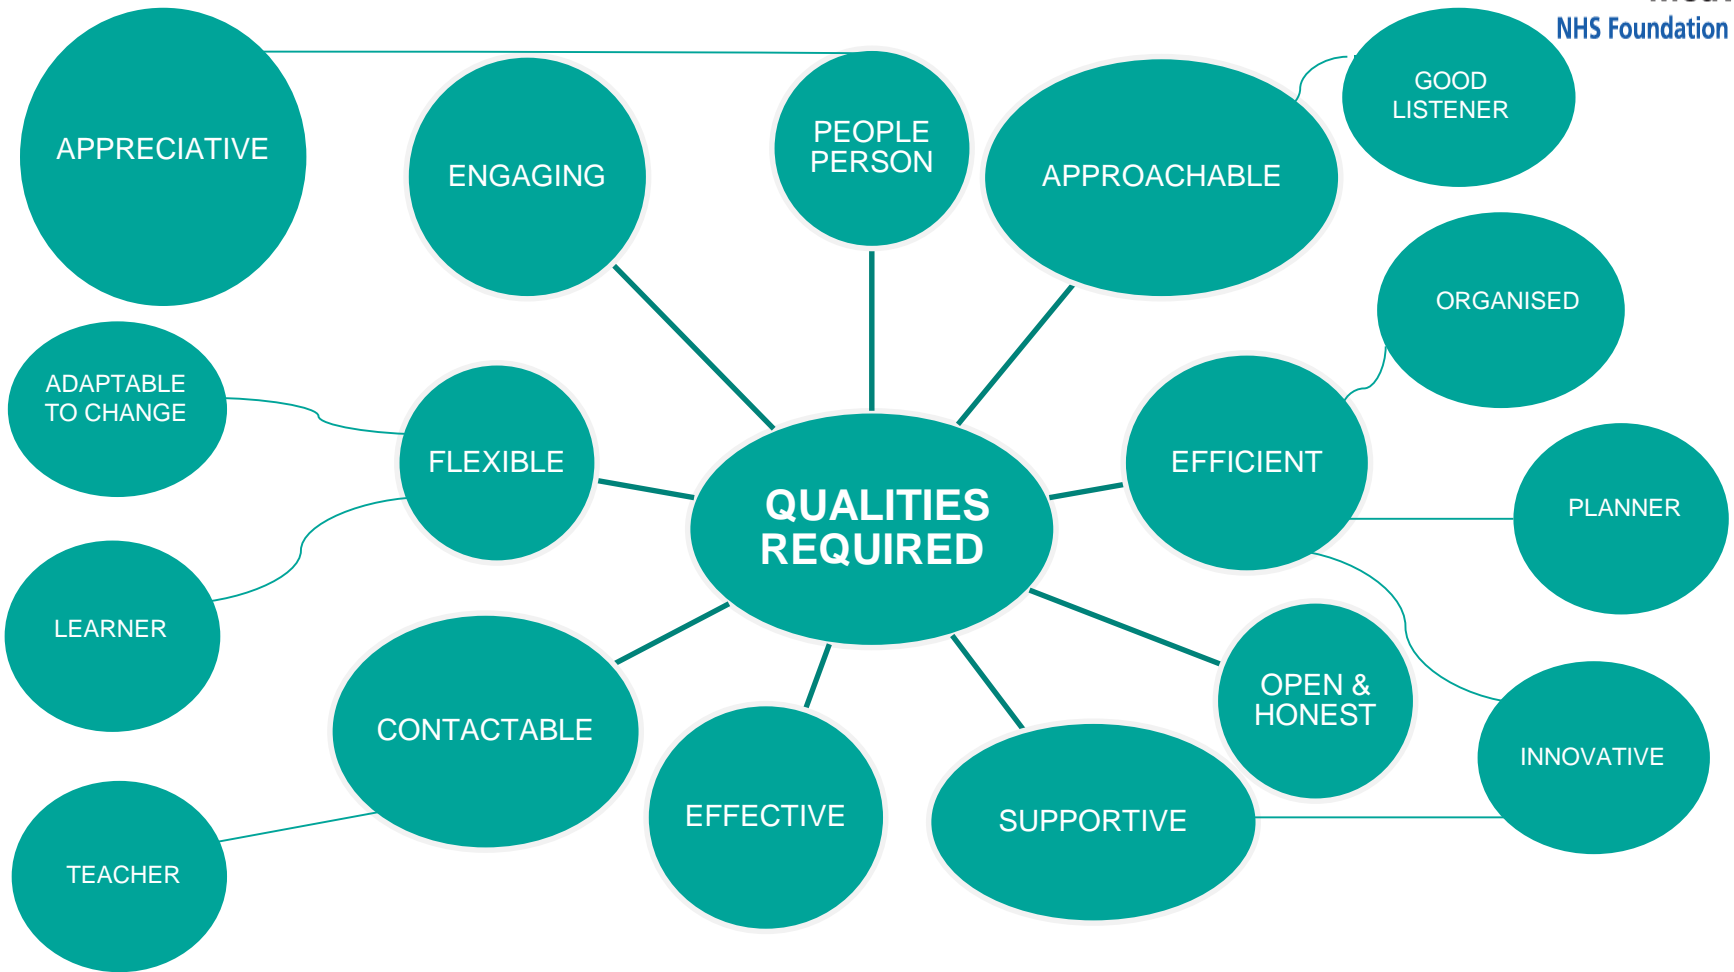 NHS Foundation
APPRECIATIVE
ENGAGING
PEOPLE
PERSON
APPROACHABLE
GOOD
LISTENER
ORGANISED
ADAPTABLE
TO CHANGE
FLEXIBLE
QUALITIES
REQUIRED
EFFICIENT
PLANNER
LEARNER
CONTACTABLE
EFFECTIVE
SUPPORTIVE
OPEN &
HONEST
INNOVATIVE
TEACHER